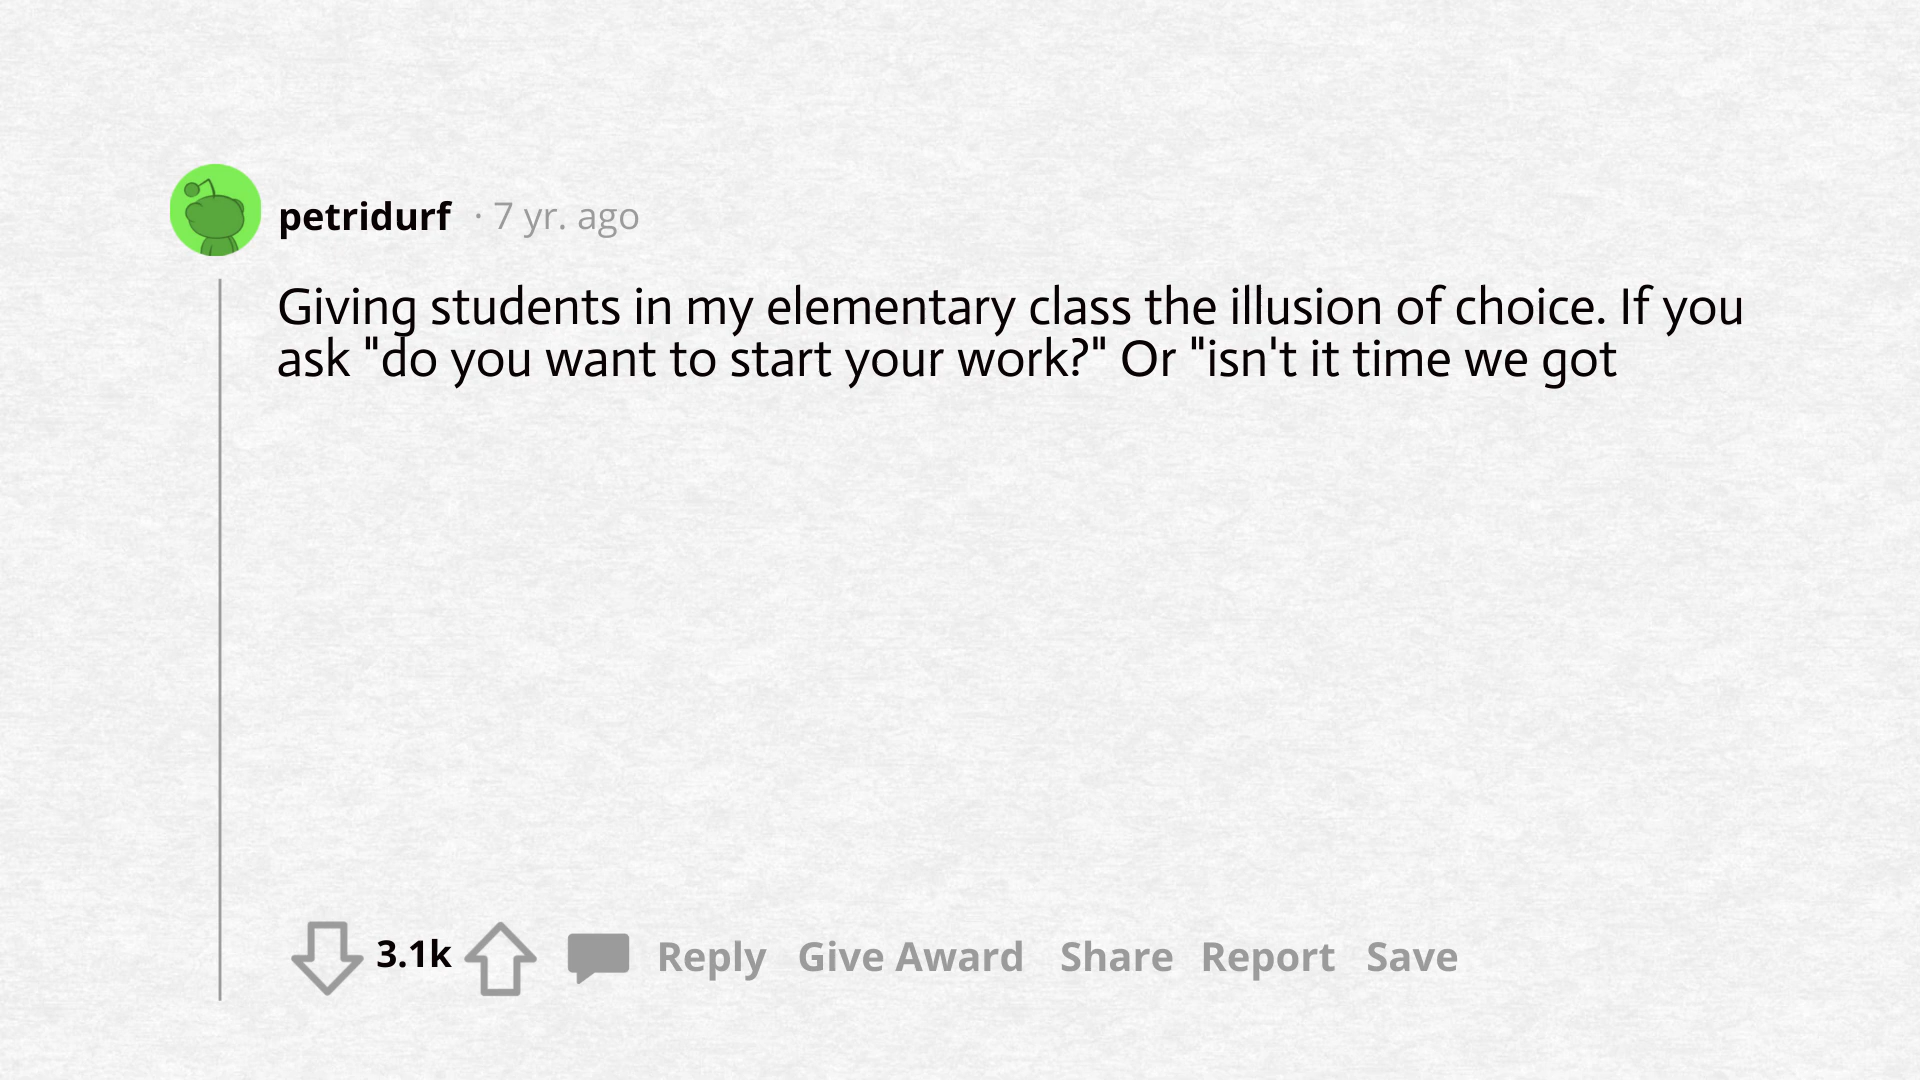 petridurf · 7 yr. ago
Giving students in my elementary class the illusion of choice. If you
ask "do you want to start your work?" Or "isn't it time we got
3.1k Reply Give Award Share Report Save